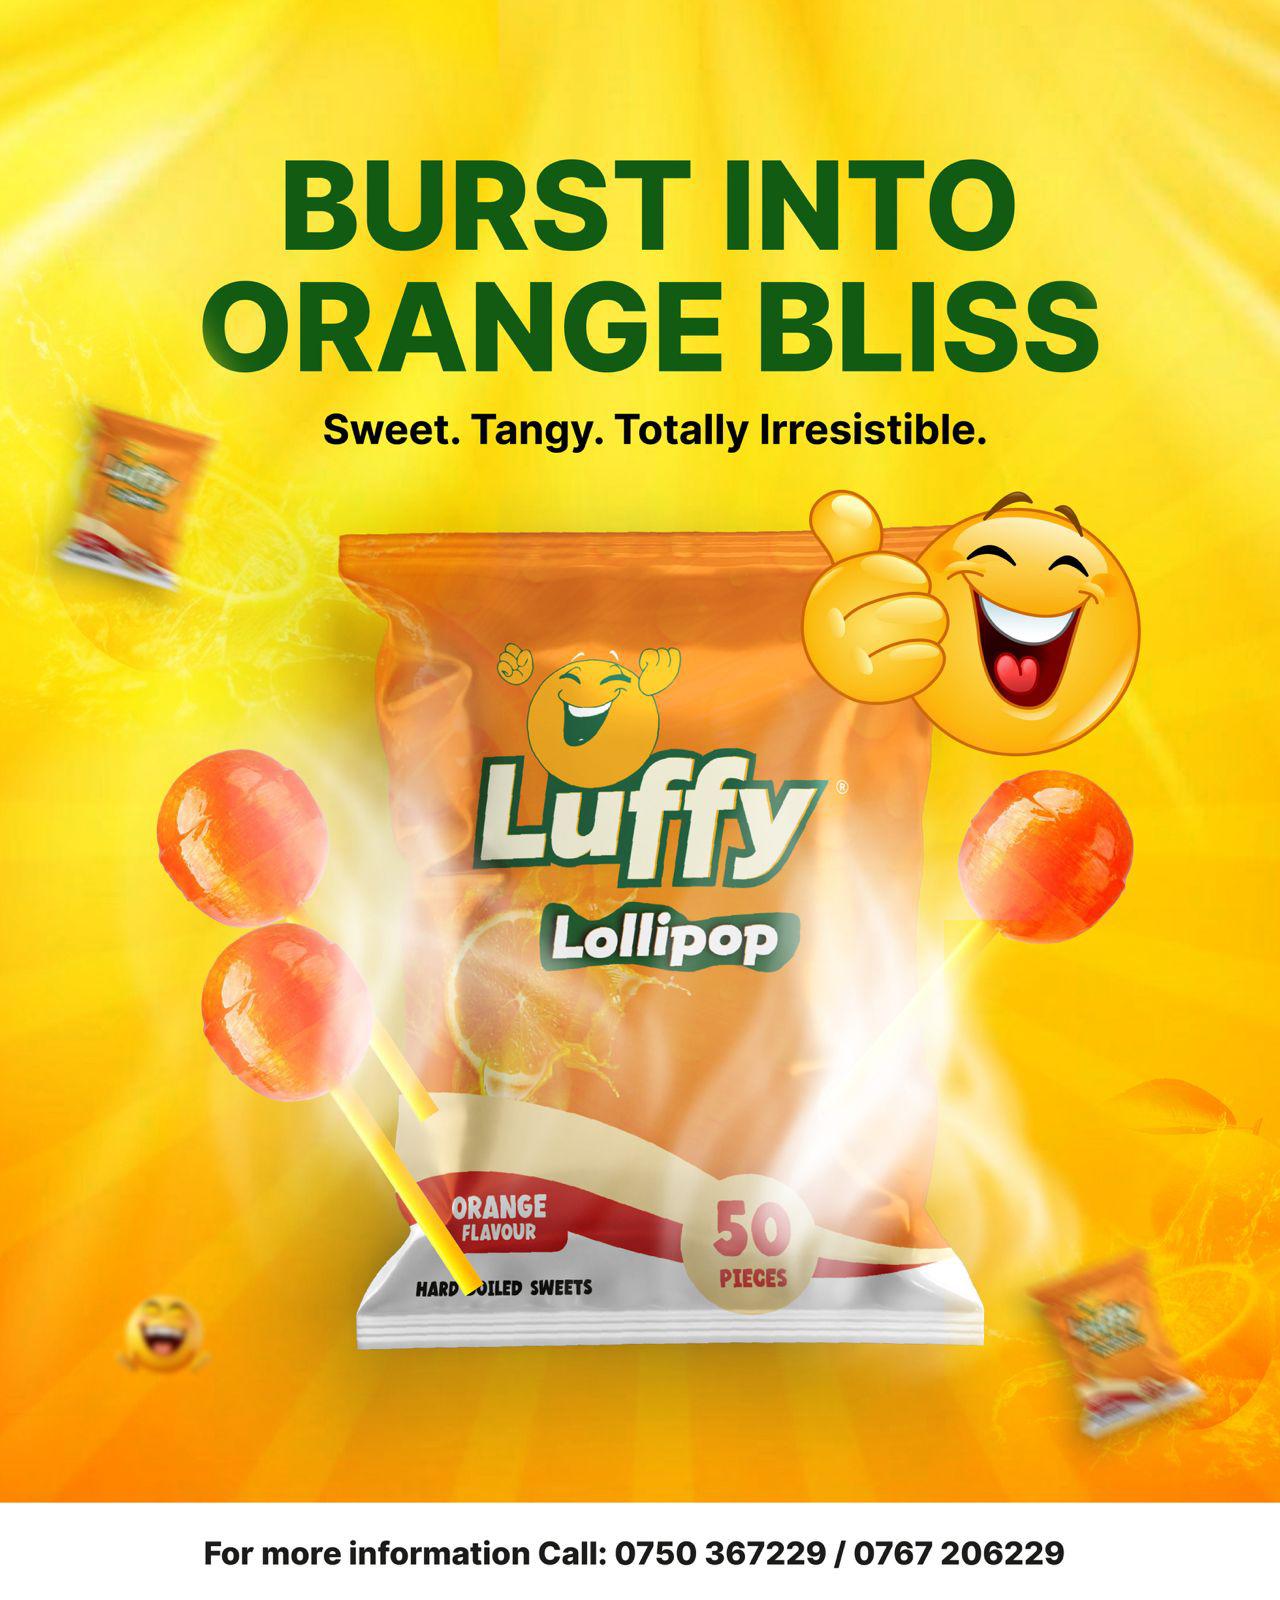 BURST INTO
ORANGE BLISS
Sweet. Tangy. Totally Irresistible.
Luffy
Luffy ®
Lollipop
ORANGE
FLAVOUR
50
PIECES
HARD OILED SWEETS
For more information Call: 0750 367229 / 0767 206229